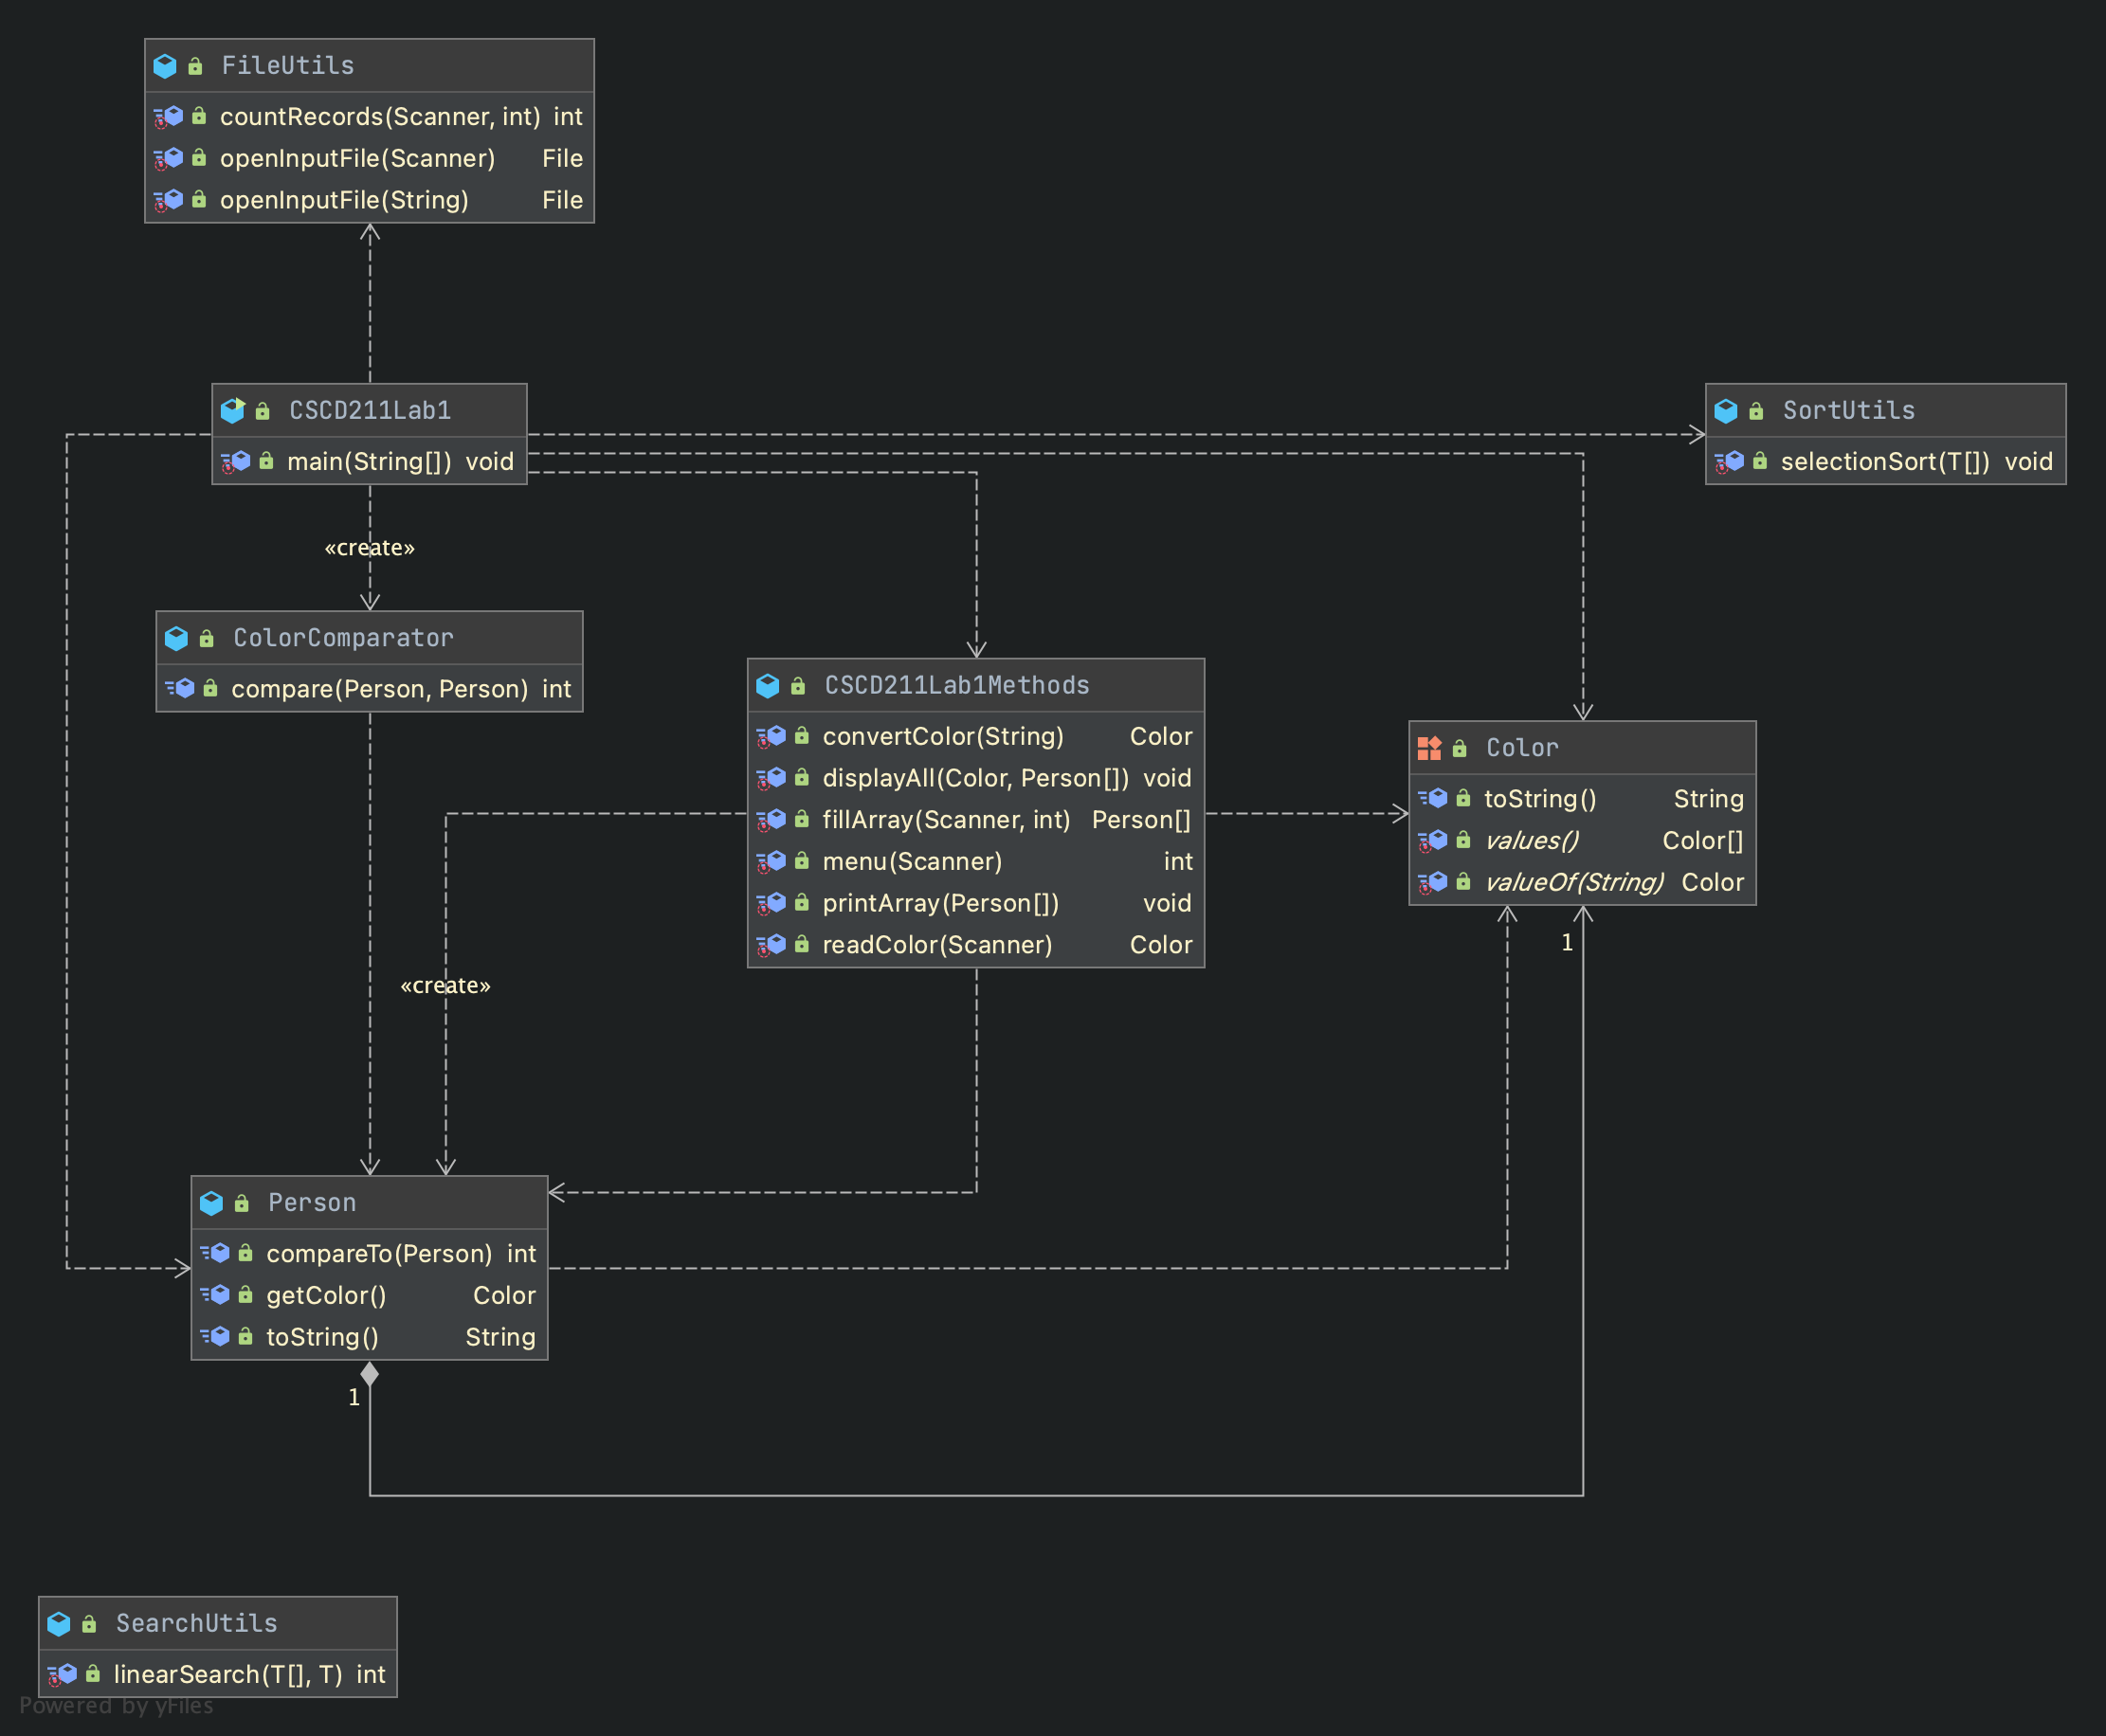 FileUtils
countRecords(Scanner, int) int
openInputFile(Scanner) File
openInputFile(String) File
CSCD211Lab1
main(String[]) void
SortUtils
selectionSort(T[]) void
«create»
ColorComparator
compare(Person, Person) int
CSCD211Lab1Methods
convertColor(String) Color
displayAll(Color, Person[]) void
fillArray(Scanner, int) Person[]
menu(Scanner) int
printArray(Person[]) void
readColor(Scanner) Color
Color
toString() String
values() Color[]
valueOf(String) Color
1
«create»
Person
compareTo(Person) int
getColor() Color
toString() String
1
SearchUtils
linearSearch(T[], T) int
Powered by yFiles